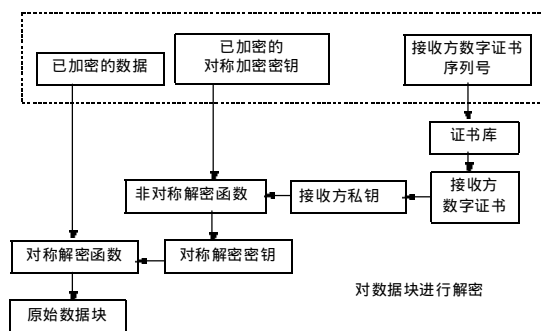 已加密的数据
已加密的
对称加密密钥
接收方数字证书
序列号
证书库
非对称解密函数
接收方私钥
接收方
数字证书
对称解密函数
对称解密密钥
对数据块进行解密
原始数据块